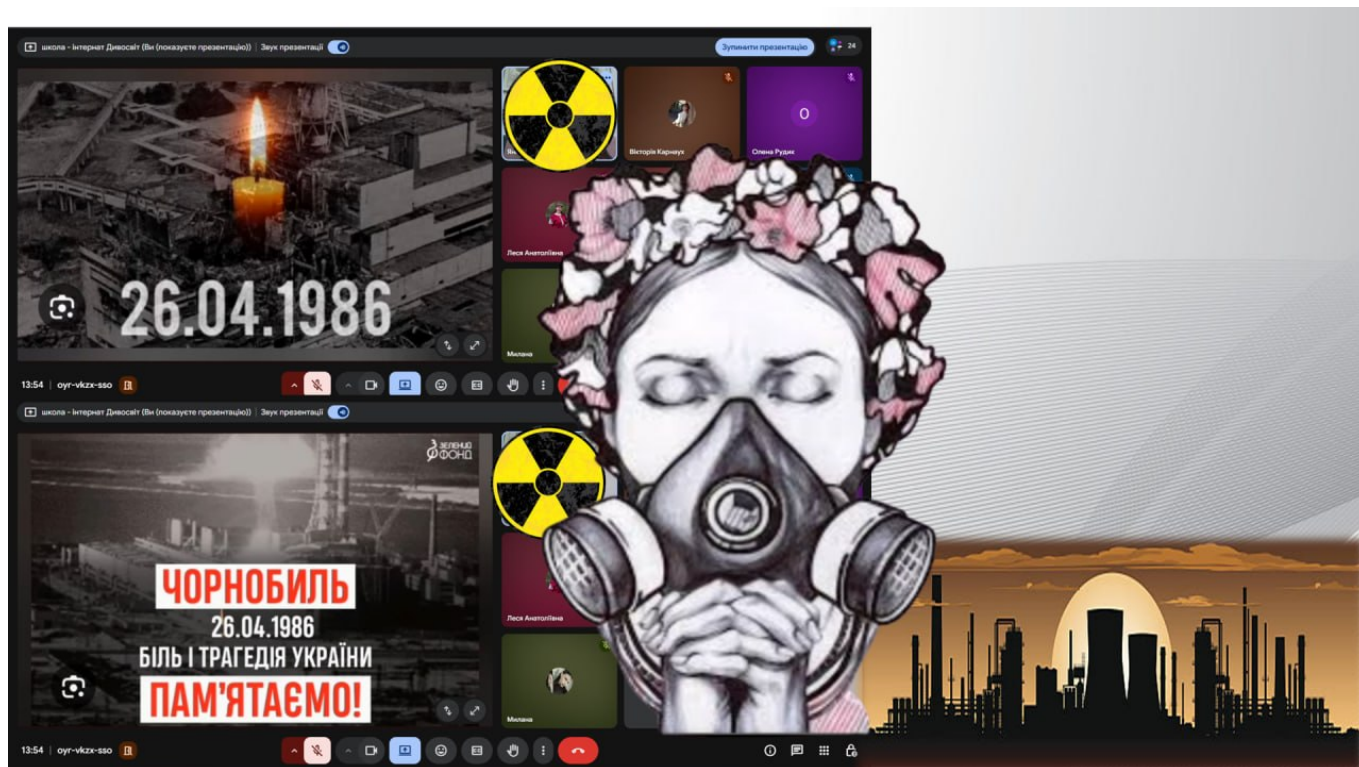 школа - інтернат Дивосвіт (Ви (показуєте презентацію)) | Звук презентації
Зупинити презентацію
24
26.04.1986
Вікторія Карнаух
О
Олена Рудик
Леся Анатоліївна
Милана
13:54 | oyr-vkzx-sso
школа - інтернат Дивосвіт (Ви (показуєте презентацію)) | Звук презентації
ЗЕЛЕНИЙ
ФОНД
ЧОРНОБИЛЬ
26.04.1986
БІЛЬ І ТРАГЕДІЯ УКРАЇНИ
ПАМ'ЯТАЄМО!
Леся Анатоліївна
Милана
13:54 | oyr-vkzx-sso